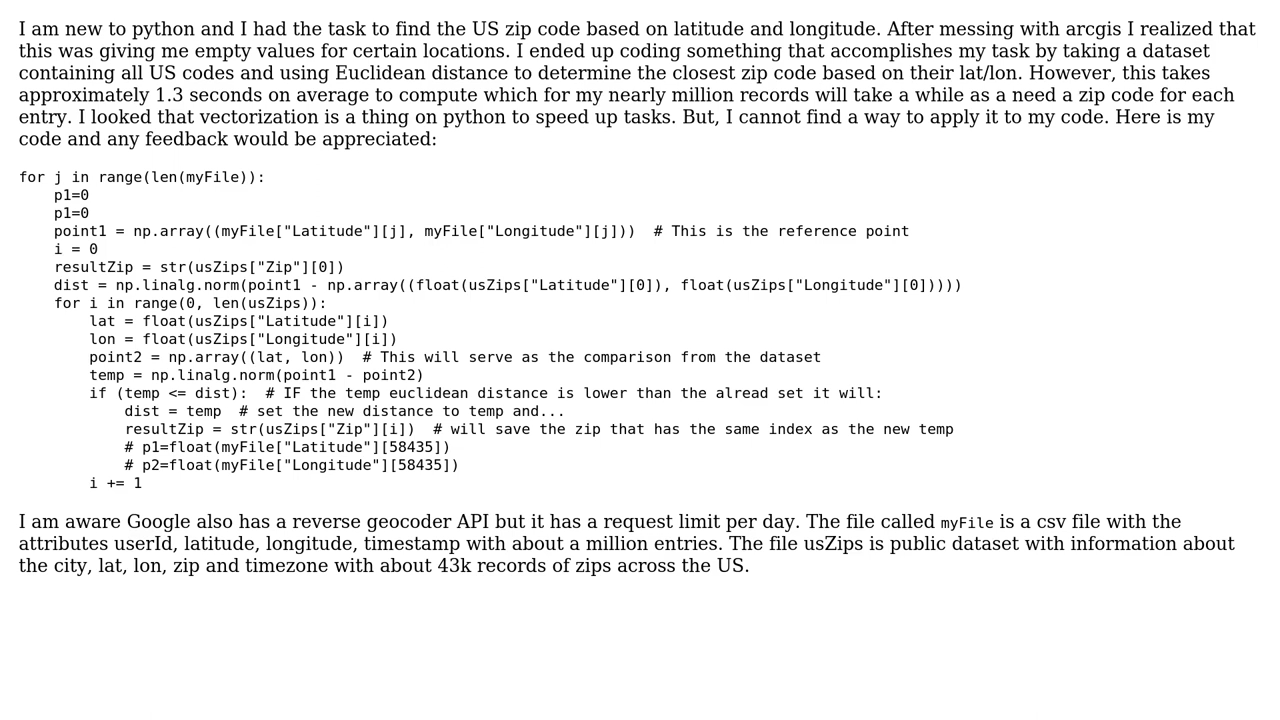 I am new to python and I had the task to find the US zip code based on latitude and longitude. After messing with arcgis I realized that
this was giving me empty values for certain locations. I ended up coding something that accomplishes my task by taking a dataset
containing all US codes and using Euclidean distance to determine the closest zip code based on their lat/lon. However, this takes
approximately 1.3 seconds on average to compute which for my nearly million records will take a while as a need a zip code for each
entry. I looked that vectorization is a thing on python to speed up tasks. But, I cannot find a way to apply it to my code. Here is my
code and any feedback would be appreciated:
for j in range(len(myFile)):
    p1=0
    p1=0
    point1 = np.array((myFile["Latitude"][j], myFile["Longitude"][j]))  # This is the reference point
    i = 0
    resultZip = str(usZips["Zip"][0])
    dist = np.linalg.norm(point1 - np.array((float(usZips["Latitude"][0]), float(usZips["Longitude"][0]))))
    for i in range(0, len(usZips)):
        lat = float(usZips["Latitude"][i])
        lon = float(usZips["Longitude"][i])
        point2 = np.array((lat, lon))  # This will serve as the comparison from the dataset
        temp = np.linalg.norm(point1 - point2)
        if (temp <= dist):  # IF the temp euclidean distance is lower than the alread set it will:
            dist = temp  # set the new distance to temp and...
            resultZip = str(usZips["Zip"][i])  # will save the zip that has the same index as the new temp
            # p1=float(myFile["Latitude"][58435])
            # p2=float(myFile["Longitude"][58435])
        i += 1
I am aware Google also has a reverse geocoder API but it has a request limit per day. The file called myFile is a csv file with the
attributes userId, latitude, longitude, timestamp with about a million entries. The file usZips is public dataset with information about
the city, lat, lon, zip and timezone with about 43k records of zips across the US.